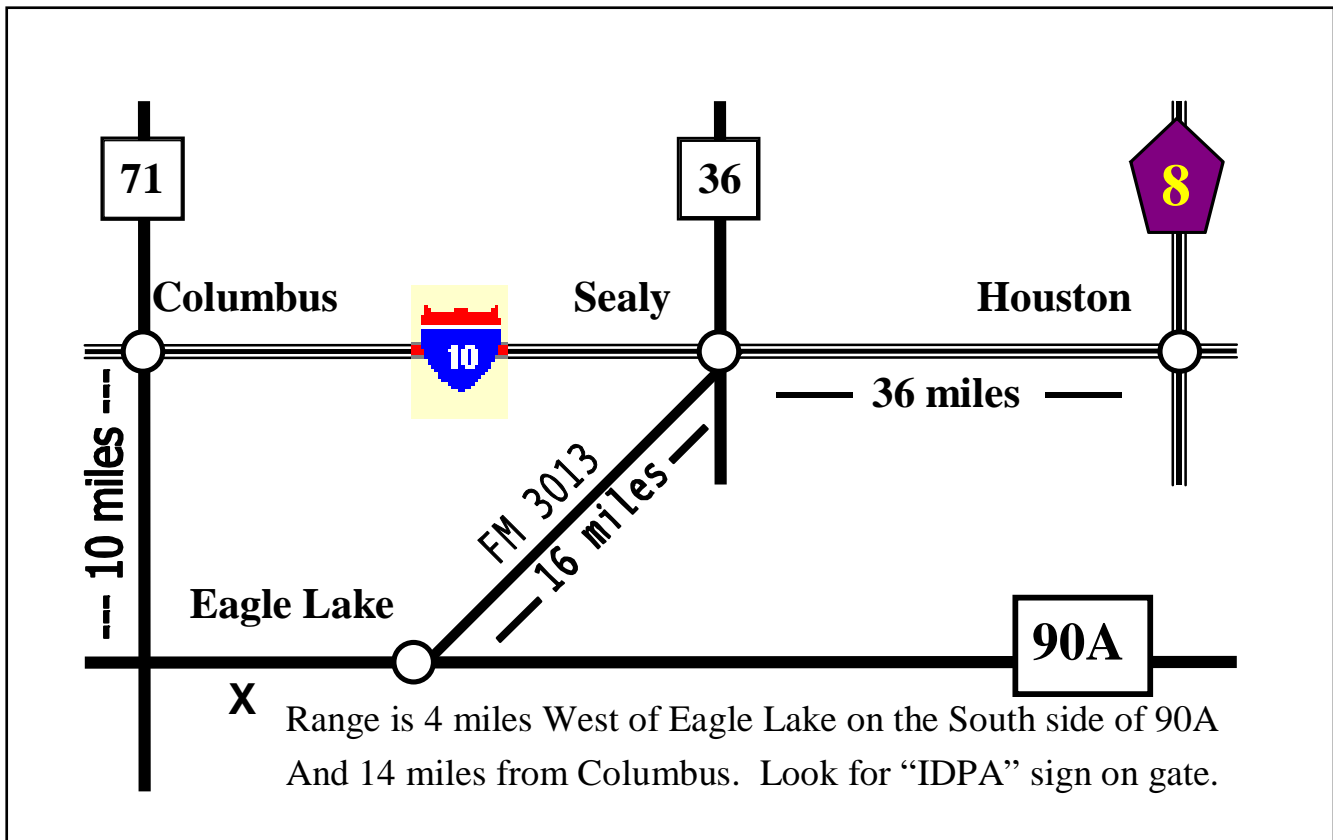 71
36
8
Columbus
Sealy
Houston
10
--- 10 miles ---
36 miles
FM 3013
16 miles
Eagle Lake
90A
X
Range is 4 miles West of Eagle Lake on the South side of 90A
And 14 miles from Columbus.  Look for “IDPA” sign on gate.